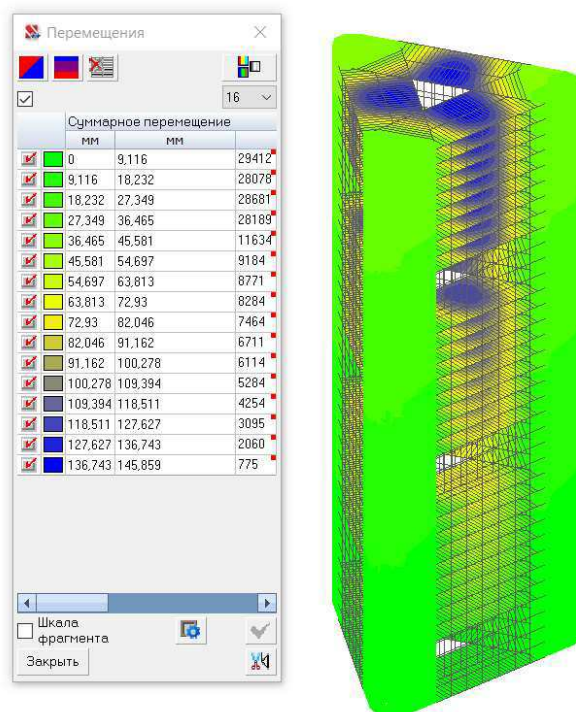 Перемещения
16
Суммарное перемещение
мм мм
0 9,116 29412
9,116 18,232 28078
18,232 27,349 28681
27,349 36,465 28189
36,465 45,581 11634
45,581 54,697 9184
54,697 63,813 8771
63,813 72,93 8284
72,93 82,046 7464
82,046 91,162 6711
91,162 100,278 6114
100,278 109,394 5284
109,394 118,511 4254
118,511 127,627 3095
127,627 136,743 2060
136,743 145,859 775
Шкала
фрагмента
Закрыть